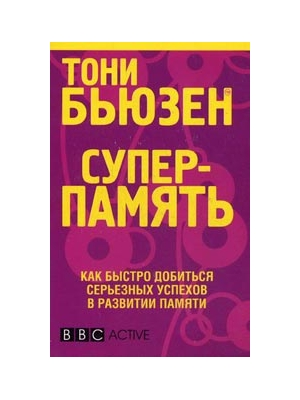 ТОНИ
БЬЮЗЕН
СУПЕР-
ПАМЯТЬ
КАК БЫСТРО ДОБИТЬСЯ
СЕРЬЕЗНЫХ УСПЕХОВ
В РАЗВИТИИ ПАМЯТИ
BBC ACTIVE